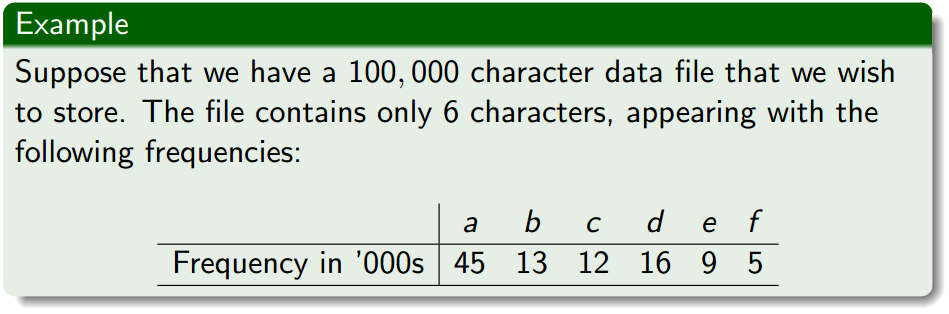 Example
Suppose that we have a 100, 000 character data file that we wish
to store. The file contains only 6 characters, appearing with the
following frequencies:
a b c d e f
Frequency in '000s 45 13 12 16 9 5